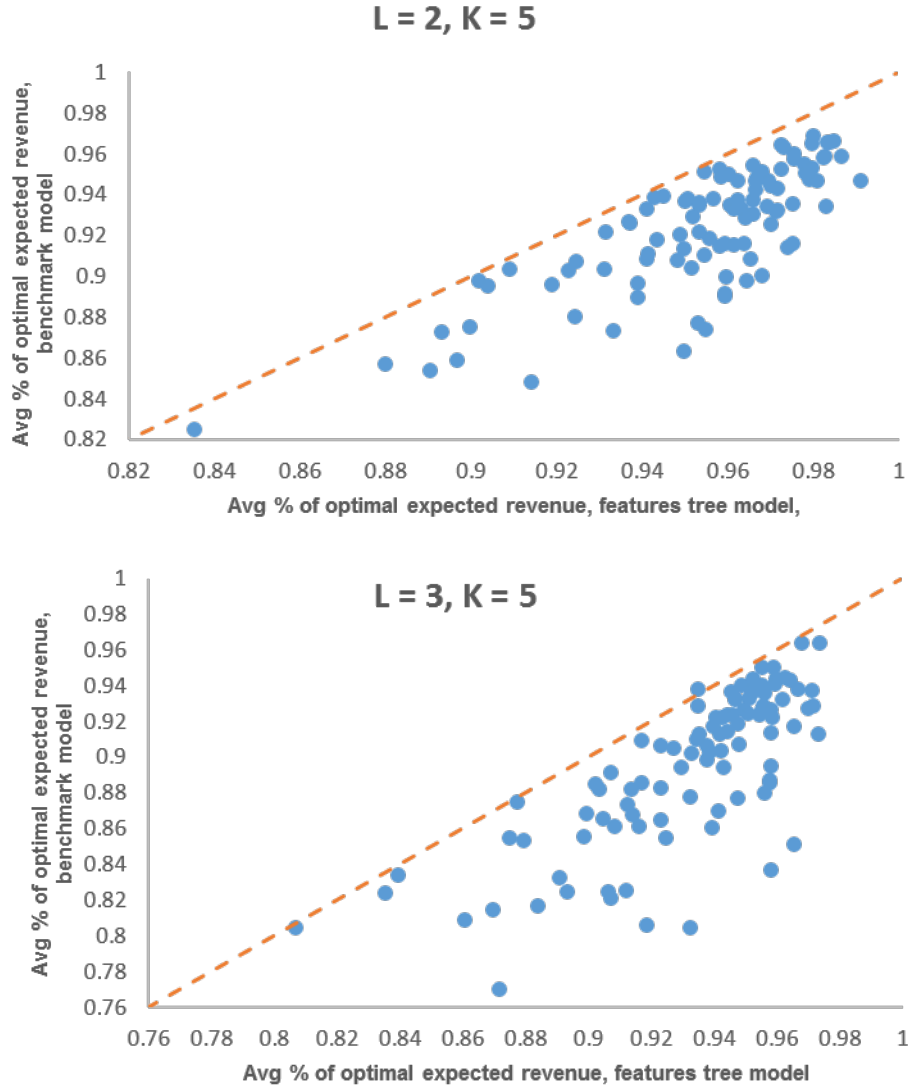 L = 2, K = 5
Avg % of optimal expected revenue,
benchmark model
1
0.98
0.96
0.94
0.92
0.9
0.88
0.86
0.84
0.82
0.82 0.84 0.86 0.88 0.9 0.92 0.94 0.96 0.98 1
Avg % of optimal expected revenue, features tree model,
L = 3, K = 5
Avg % of optimal expected revenue,
benchmark model
1
0.98
0.96
0.94
0.92
0.9
0.88
0.86
0.84
0.82
0.8
0.78
0.76
0.76 0.78 0.8 0.82 0.84 0.86 0.88 0.9 0.92 0.94 0.96 0.98 1
Avg % of optimal expected revenue, features tree model